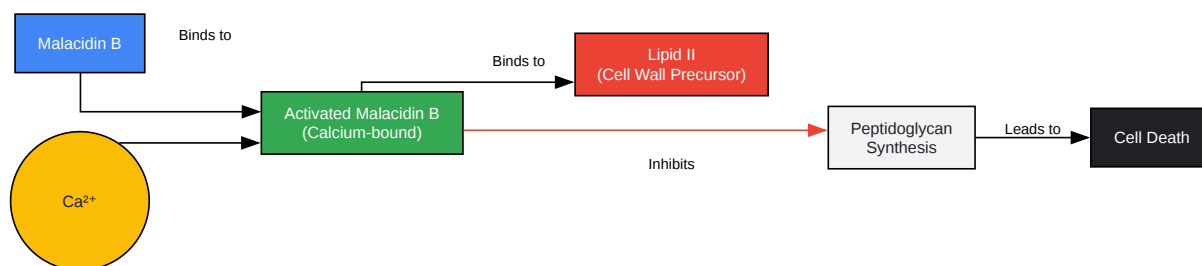 Malacidin B
Binds to
Ca²⁺
Activated Malacidin B
(Calcium-bound)
Binds to
Lipid II
(Cell Wall Precursor)
Inhibits
Peptidoglycan
Synthesis
Leads to
Cell Death